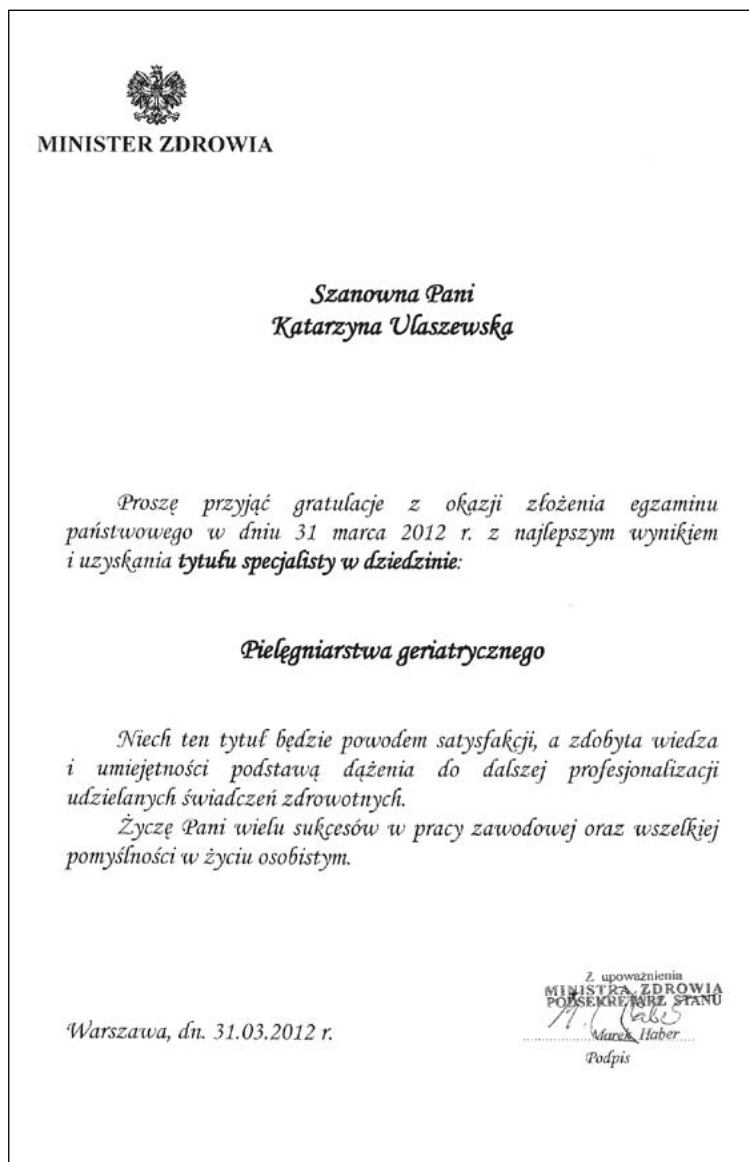 MINISTER ZDROWIA
Szanowna Pani
Katarzyna Ulaszewska
Proszę przyjąć gratulacje z okazji złożenia egzaminu
państwowego w dniu 31 marca 2012 r. z najlepszym wynikiem
i uzyskania tytułu specjalisty w dziedzinie:
Pielęgniarstwa geriatrycznego
Niech ten tytuł będzie powodem satysfakcji, a zdobyta wiedza
i umiejętności podstawą dążenia do dalszej profesjonalizacji
udzielanych świadczeń zdrowotnych.
Życzę Pani wielu sukcesów w pracy zawodowej oraz wszelkiej
pomyślności w życiu osobistym.
Z upoważnienia
MINISTRA ZDROWIA
PODSEKRETARZ STANU
Marek Haber
Warszawa, dn. 31.03.2012 r.
Podpis